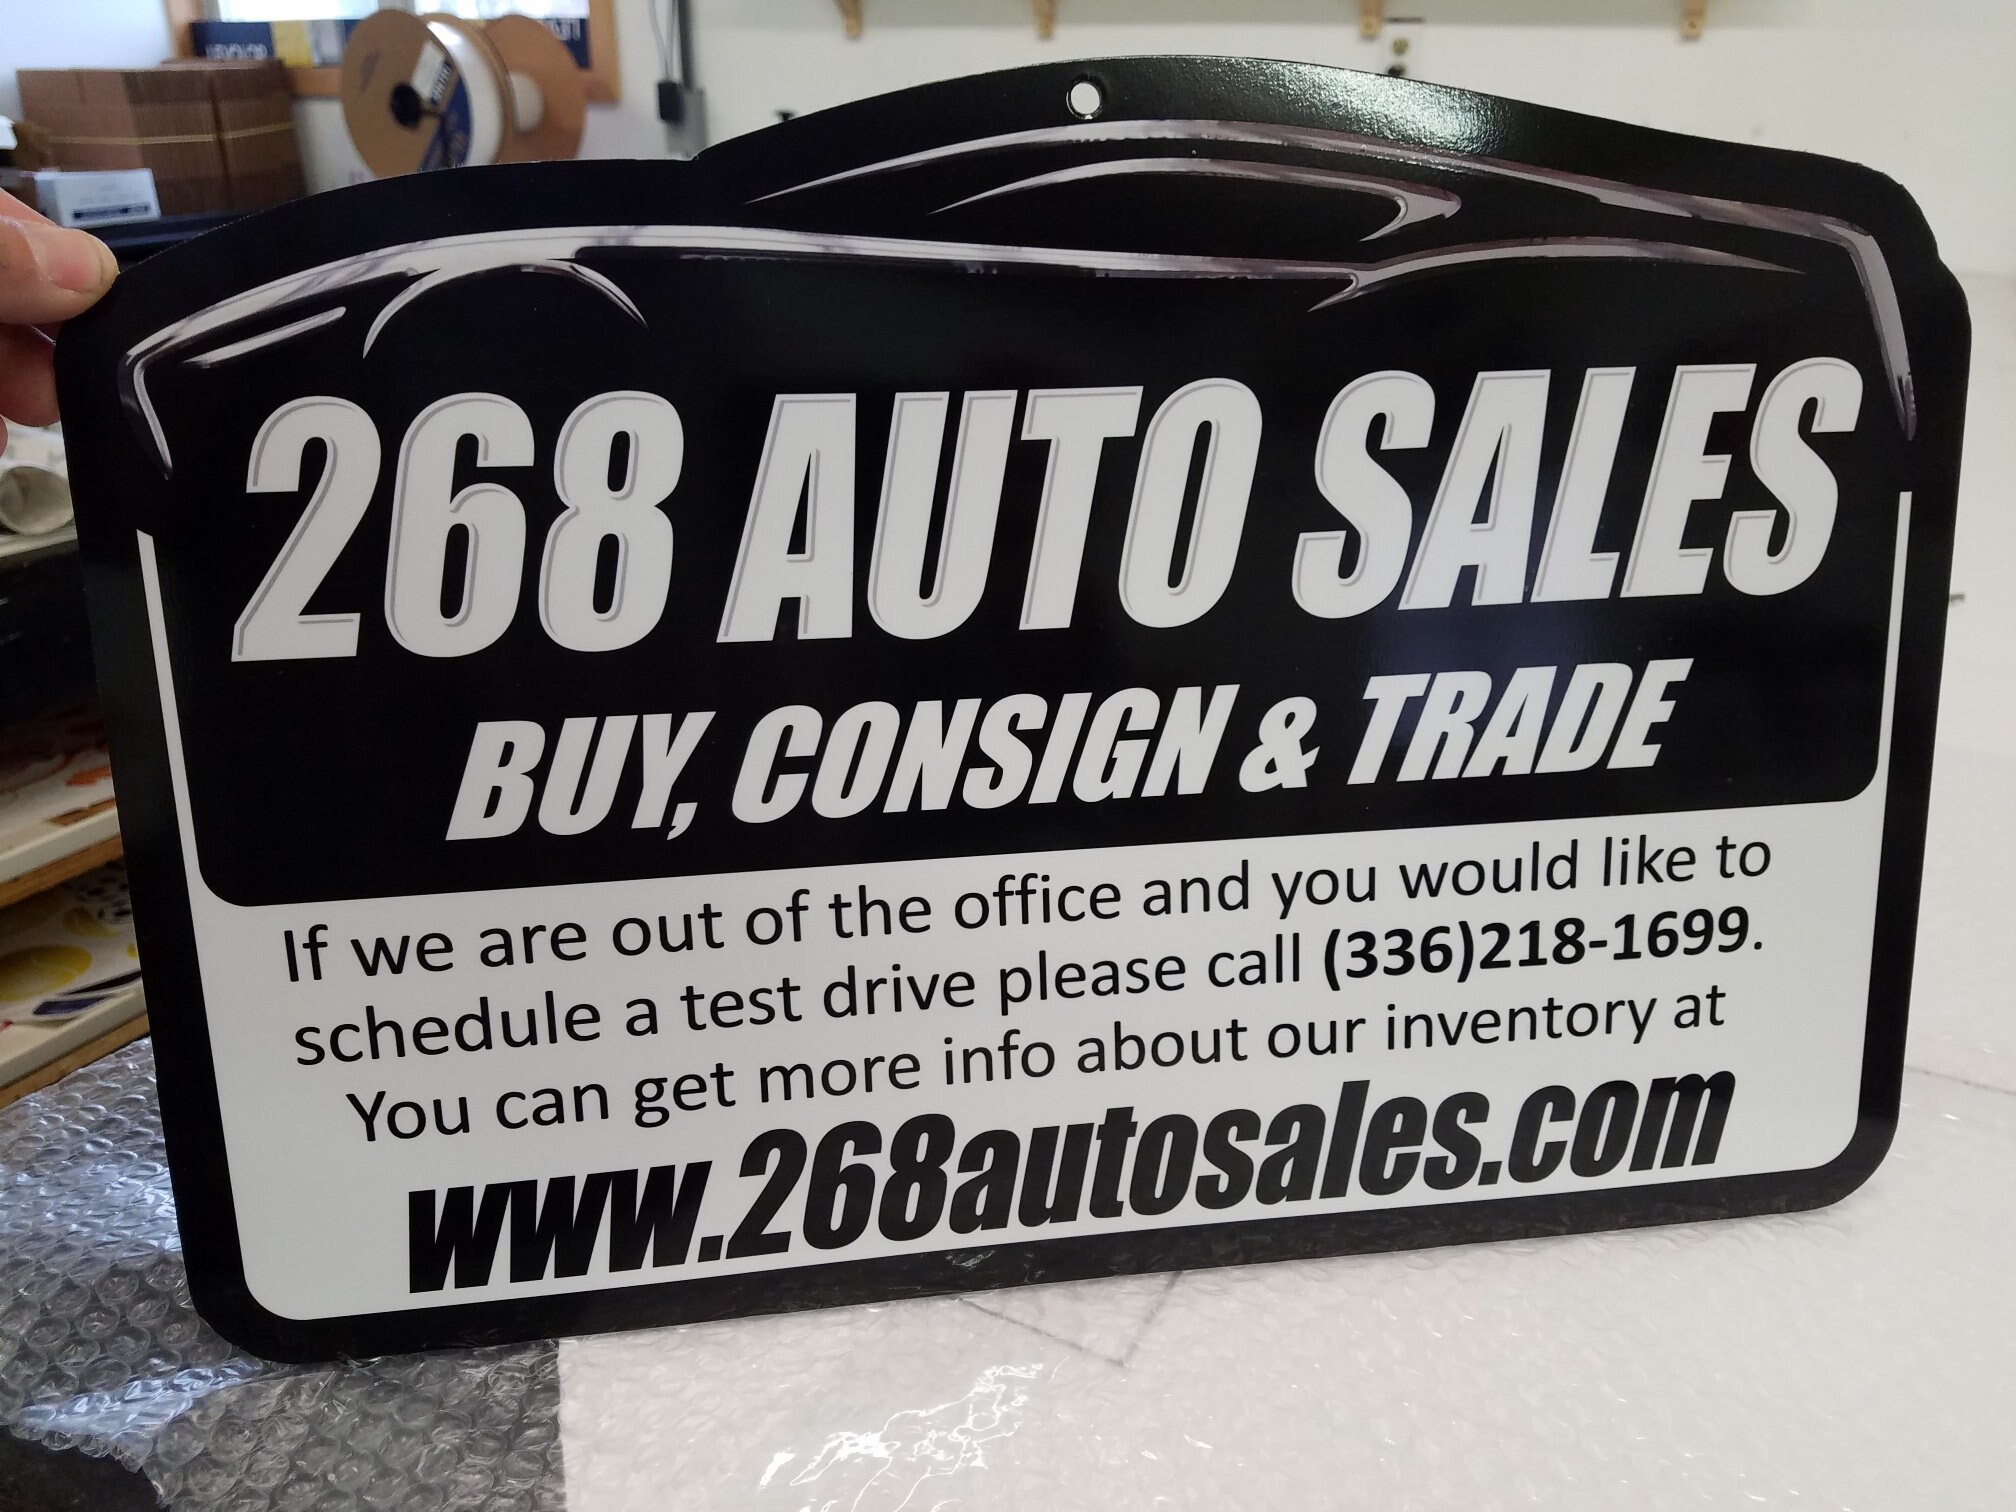 268 AUTO SALES
BUY, CONSIGN & TRADE
If we are out of the office and you would like to
schedule a test drive please call (336)218-1699.
You can get more info about our inventory at
www.268autosales.com